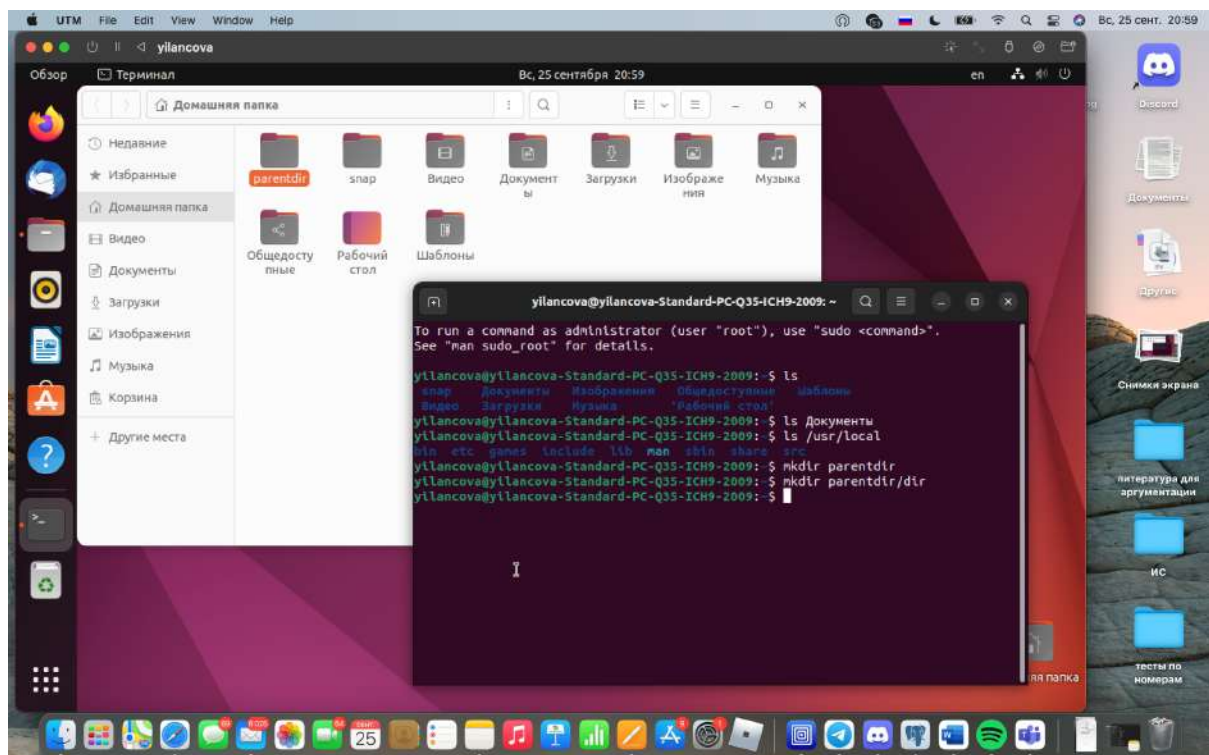 UTM File Edit View Window Help
Вс, 25 сент. 20:59
yilancova
Обзор
Терминал
Вс, 25 сентября 20:59
en
Домашняя папка
Недавние
Избранные
Домашняя папка
Видео
Документы
Загрузки
Изображения
Музыка
Корзина
Другие места
parentdir
snap
Видео
Документ
ы
Загрузки
Изображе
ния
Музыка
Общедосту
пные
Рабочий
стол
Шаблоны
yilancova@yilancova-Standard-PC-Q35-ICH9-2009: ~
To run a command as administrator (user "root"), use "sudo <command>".
See "man sudo_root" for details.
yilancova@yilancova-Standard-PC-Q35-ICH9-2009:~$ ls
snap Документы Изображения Общедоступные Шаблоны
Видео Загрузки Музыка 'Рабочий стол'
yilancova@yilancova-Standard-PC-Q35-ICH9-2009:~$ ls Документы
yilancova@yilancova-Standard-PC-Q35-ICH9-2009:~$ ls /usr/local
bin etc games include lib man sbin share src
yilancova@yilancova-Standard-PC-Q35-ICH9-2009:~$ mkdir parentdir
yilancova@yilancova-Standard-PC-Q35-ICH9-2009:~$ mkdir parentdir/dir
yilancova@yilancova-Standard-PC-Q35-ICH9-2009:~$
Discord
Документы
Другие
Снимки экрана
литература для
аргументации
ИС
тесты по
номерам
папка
25